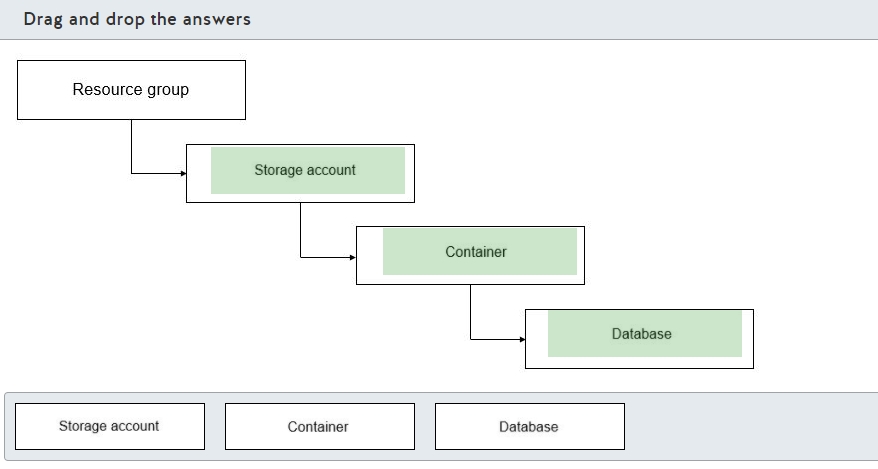 Drag and drop the answers
Resource group
Storage account
Container
Database
Storage account
Container
Database